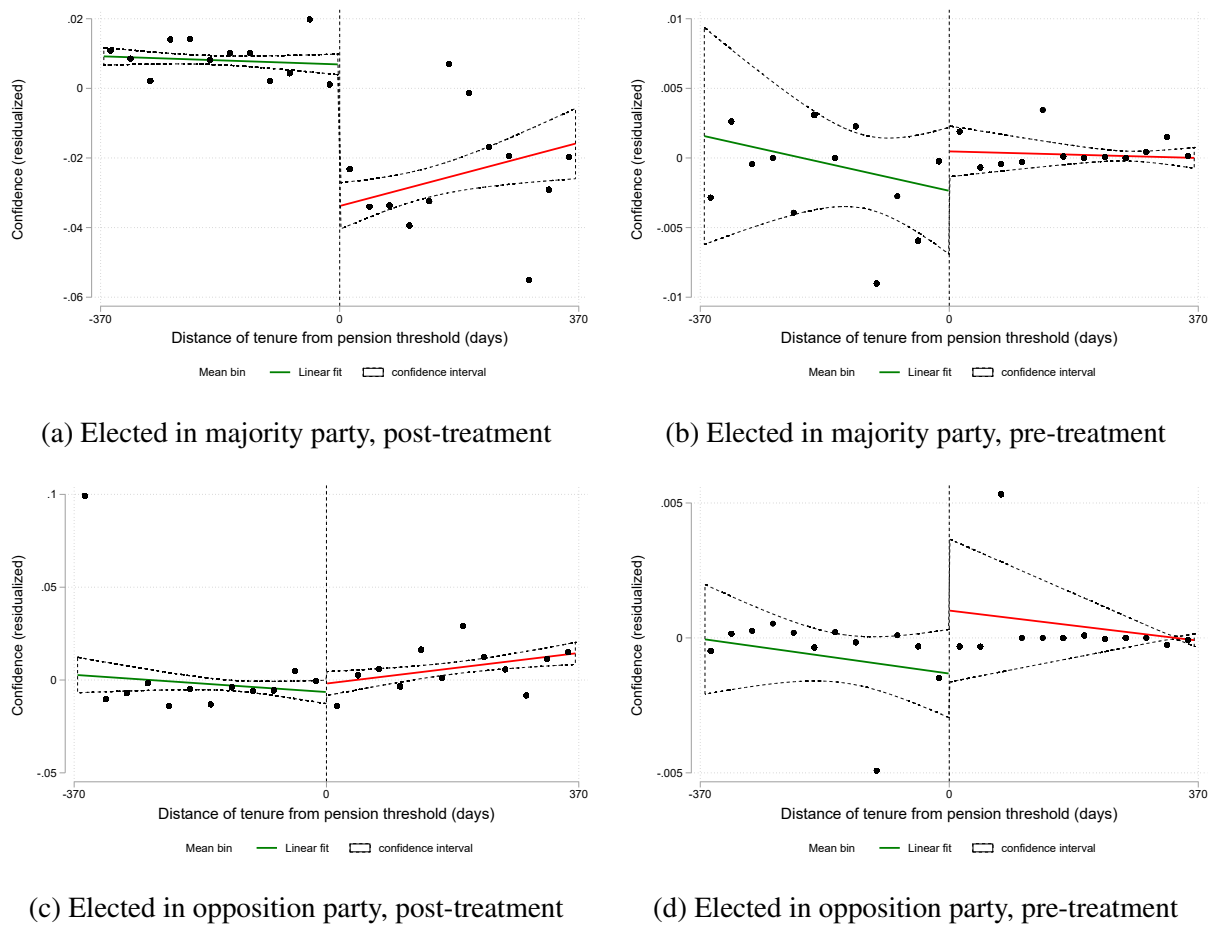 .02
0
-.02
-.04
-.06
Confidence (residualized)
-370 0 370
Distance of tenure from pension threshold (days)
Mean bin Linear fit confidence interval
(a) Elected in majority party, post-treatment
.01
.005
0
-.005
-.01
Confidence (residualized)
-370 0 370
Distance of tenure from pension threshold (days)
Mean bin Linear fit confidence interval
(b) Elected in majority party, pre-treatment
.1
.05
0
-.05
Confidence (residualized)
-370 0 370
Distance of tenure from pension threshold (days)
Mean bin Linear fit confidence interval
(c) Elected in opposition party, post-treatment
.005
0
-.005
Confidence (residualized)
-370 0 370
Distance of tenure from pension threshold (days)
Mean bin Linear fit confidence interval
(d) Elected in opposition party, pre-treatment